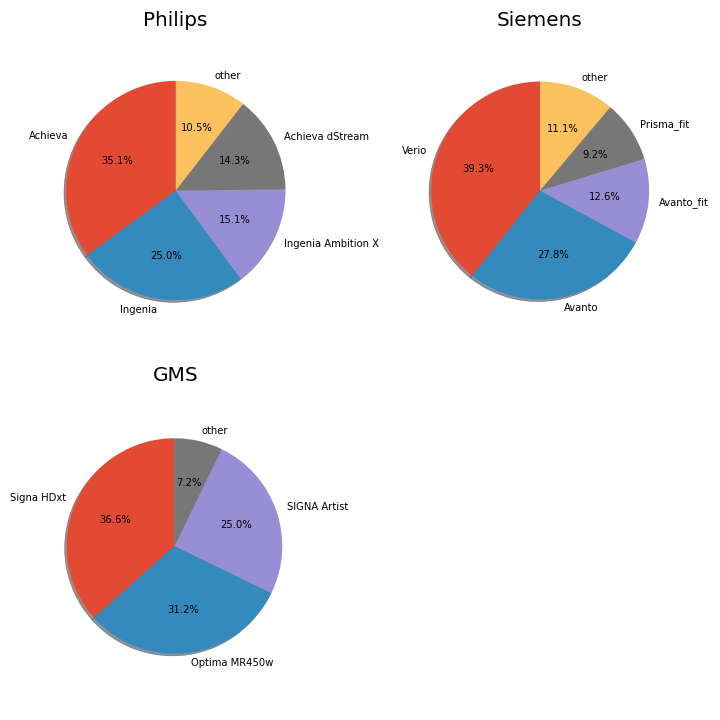 Philips
other
10.5%
Achieva
35.1%
Achieva dStream
14.3%
15.1%
Ingenia Ambition X
25.0%
Ingenia
Siemens
other
11.1%
Prisma_fit
9.2%
Verio
39.3%
12.6%
Avanto_fit
27.8%
Avanto
GMS
other
7.2%
Signa HDxt
36.6%
SIGNA Artist
25.0%
31.2%
Optima MR450w